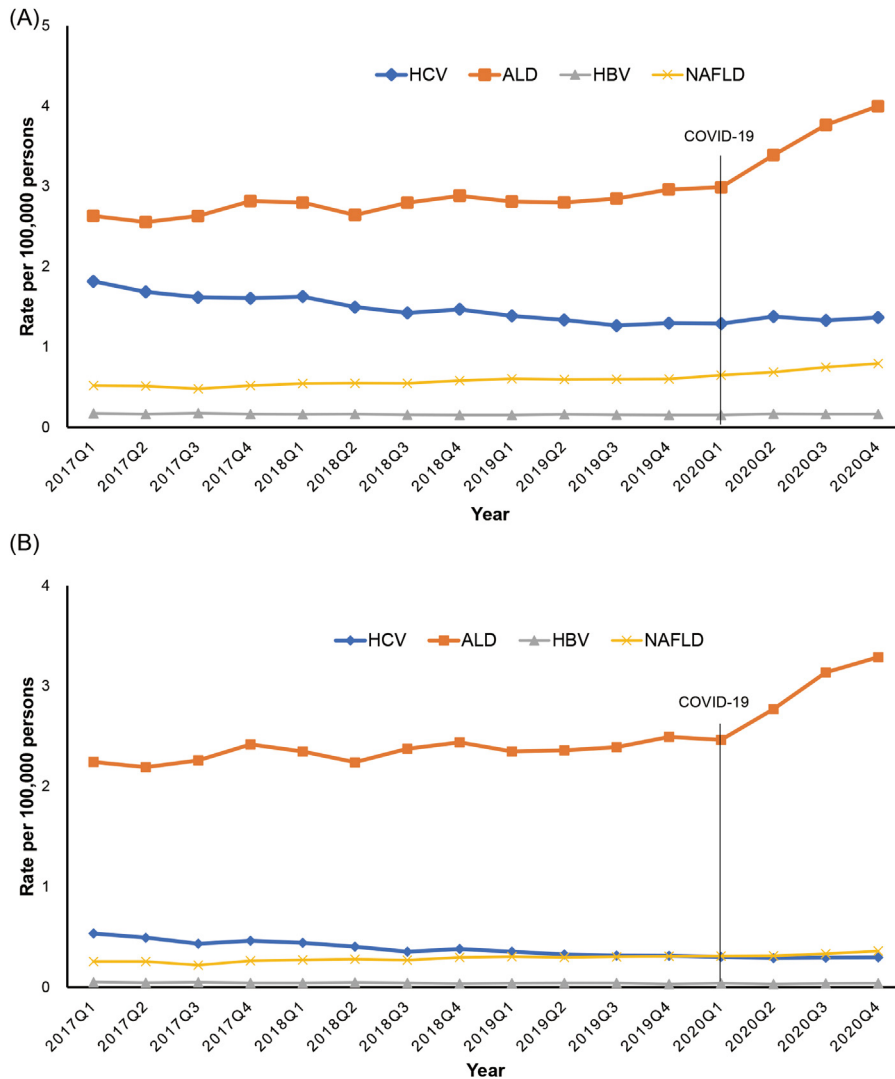 (A)
5
4
3
2
1
0
Rate per 100,000 persons
HCV ALD HBV NAFLD
COVID-19
2017Q1 2017Q2 2017Q3 2017Q4 2018Q1 2018Q2 2018Q3 2018Q4 2019Q1 2019Q2 2019Q3 2019Q4 2020Q1 2020Q2 2020Q3 2020Q4
Year
(B)
4
3
2
1
0
Rate per 100,000 persons
HCV ALD HBV NAFLD
COVID-19
2017Q1 2017Q2 2017Q3 2017Q4 2018Q1 2018Q2 2018Q3 2018Q4 2019Q1 2019Q2 2019Q3 2019Q4 2020Q1 2020Q2 2020Q3 2020Q4
Year